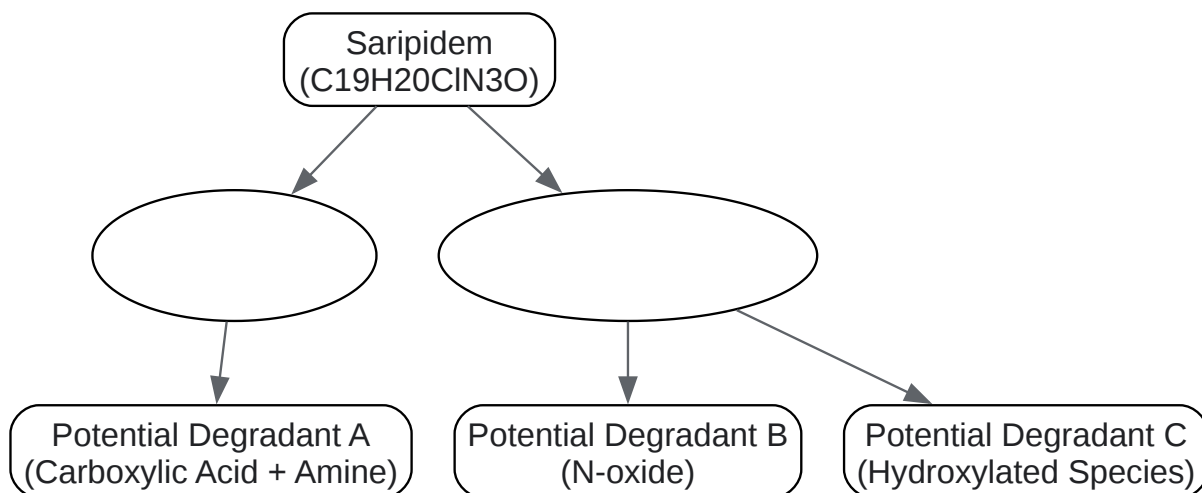 Saripidem
(C19H20ClN3O)
Potential Degradant A
(Carboxylic Acid + Amine)
Potential Degradant B
(N-oxide)
Potential Degradant C
(Hydroxylated Species)